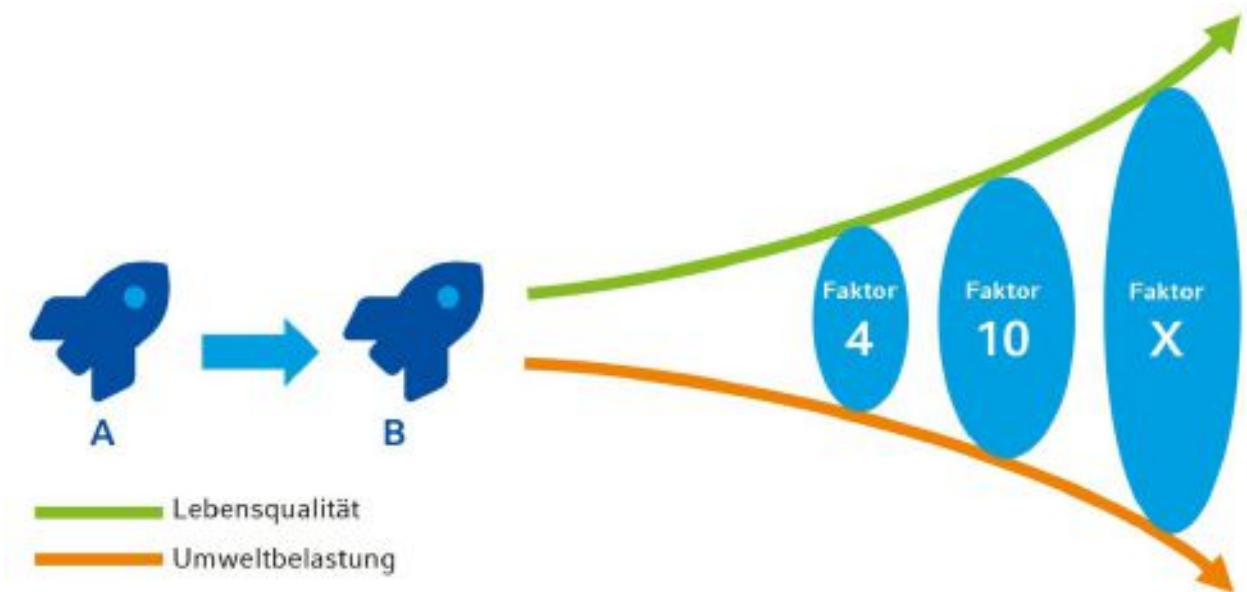 Faktor
4
Faktor
10
Faktor
X
A
B
Lebensqualität
Umweltbelastung